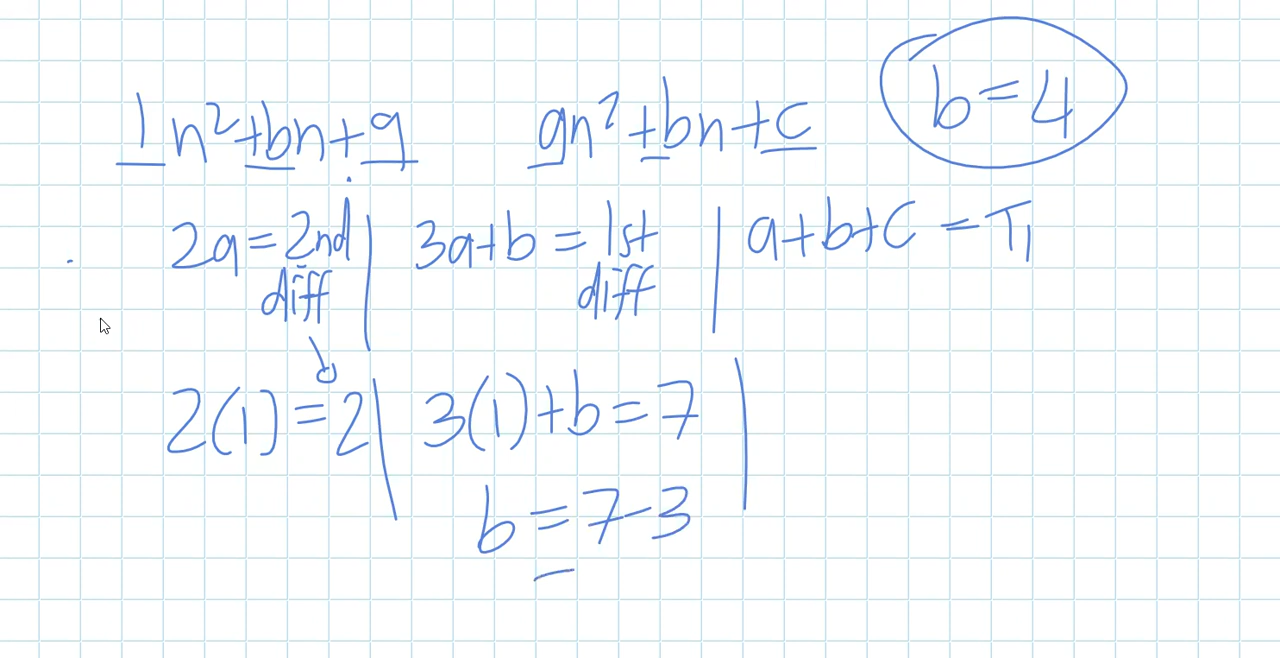 1n²+bn+9 an²+bn+c b=4
2a=2nd diff | 3a+b=1st diff | a+b+c=T₁
2(1)=2 | 3(1)+b=7 |
b=7-3